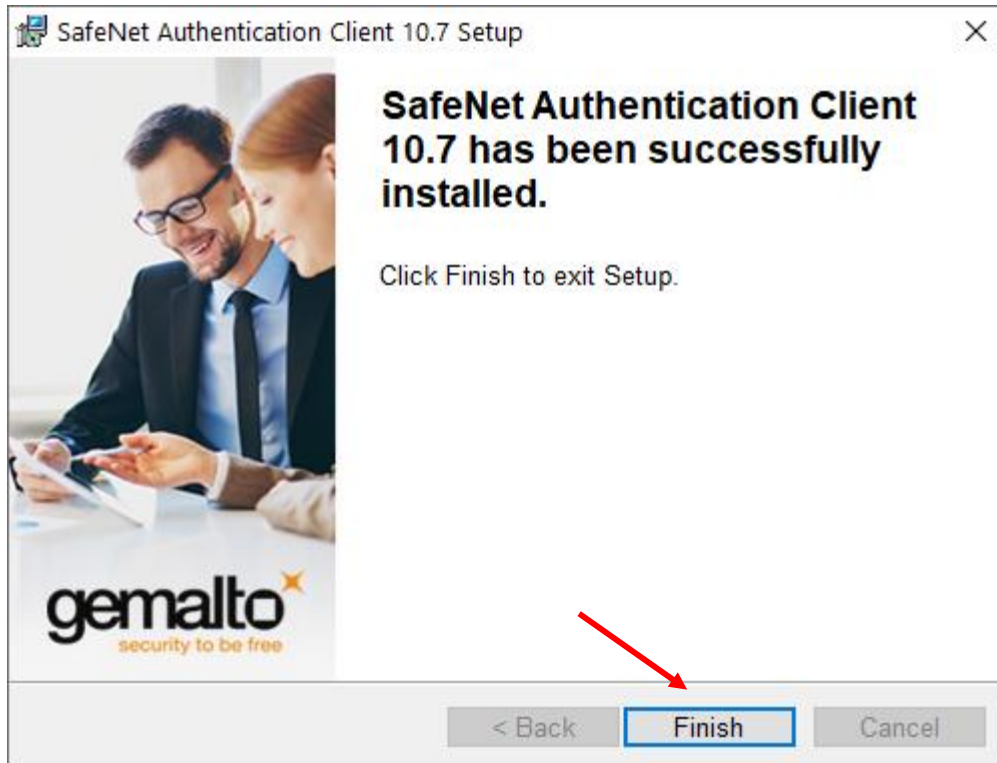 SafeNet Authentication Client 10.7 Setup
SafeNet Authentication Client
10.7 has been successfully
installed.
Click Finish to exit Setup.
gemalto
security to be free
< Back
Finish
Cancel